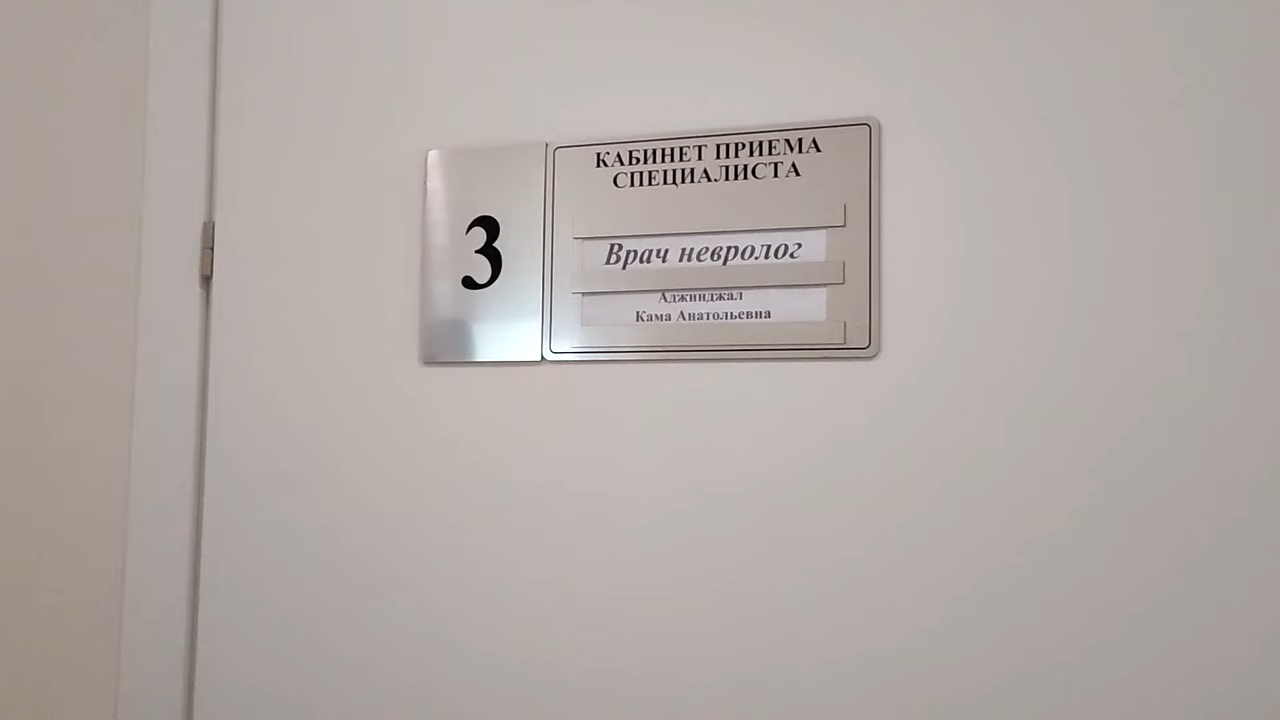 3
КАБИНЕТ ПРИЕМА
СПЕЦИАЛИСТА
Врач невролог
Аджинджал
Кама Анатольевна